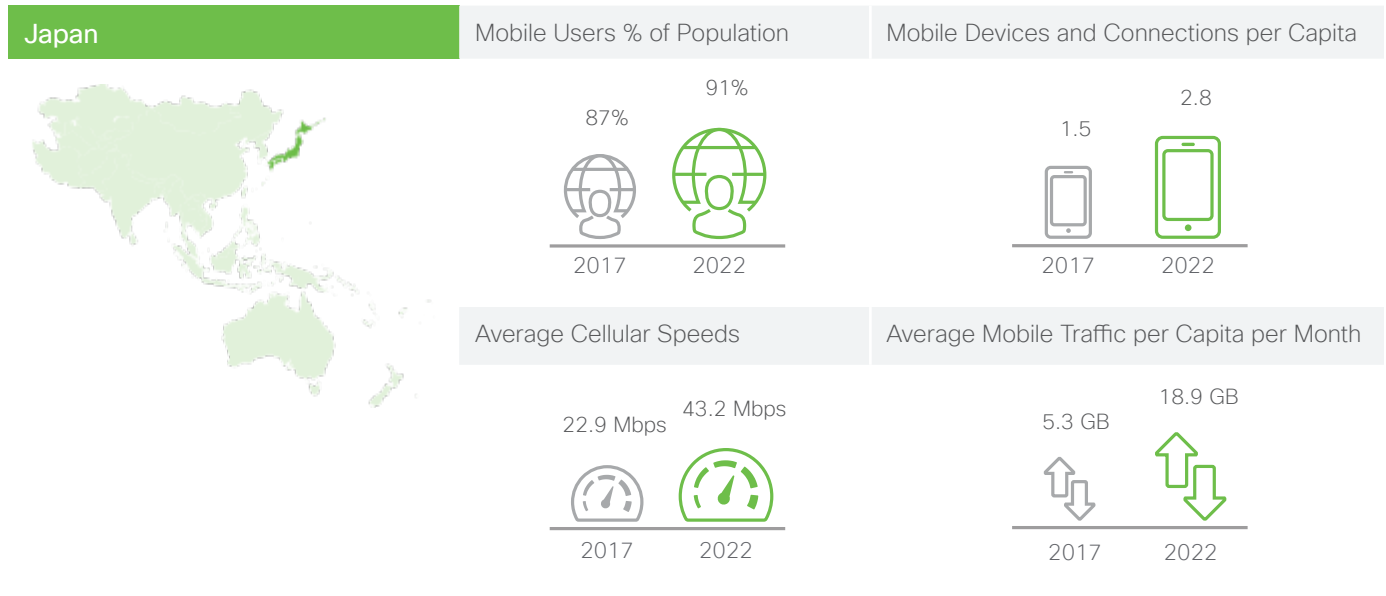 Japan
Mobile Users % of Population
87%
91%
2017
2022
Mobile Devices and Connections per Capita
1.5
2.8
2017
2022
Average Cellular Speeds
22.9 Mbps
43.2 Mbps
2017
2022
Average Mobile Traffic per Capita per Month
5.3 GB
18.9 GB
2017
2022